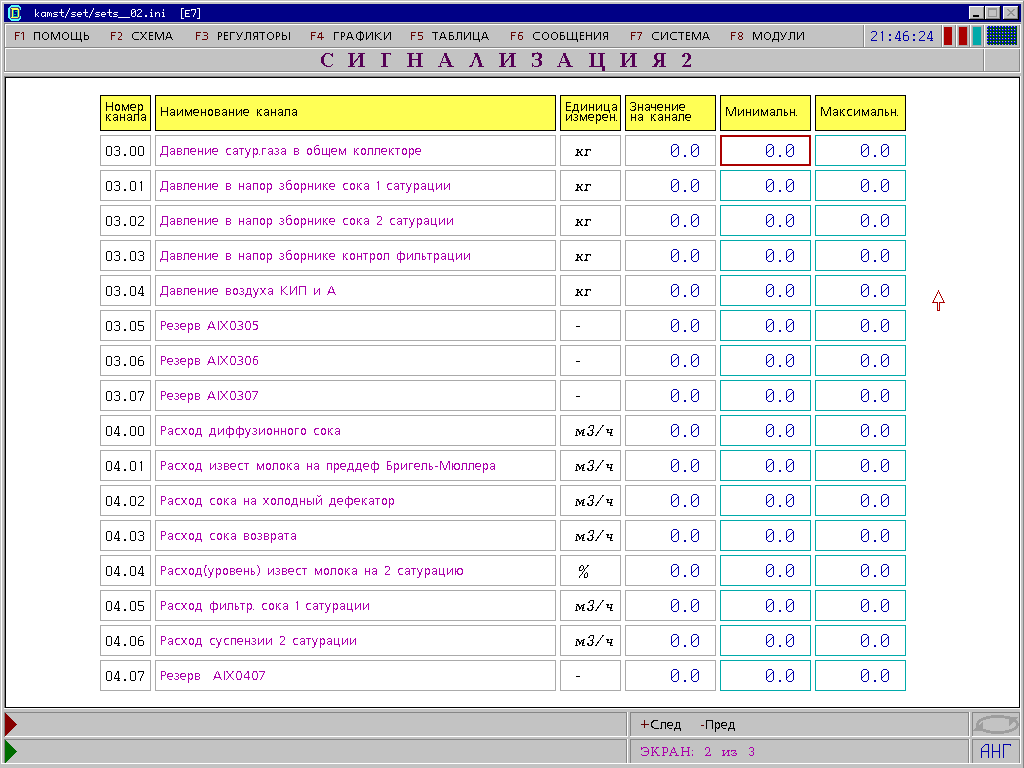 kamst/set/sets__02.ini [E7]
F1 ПОМОЩЬ F2 СХЕМА F3 РЕГУЛЯТОРЫ F4 ГРАФИКИ F5 ТАБЛИЦА F6 СООБЩЕНИЯ F7 СИСТЕМА F8 МОДУЛИ 21:46:24
СИГНАЛИЗАЦИЯ 2
Номер канала Наименование канала Единица измерен. Значение на канале Минимальн. Максимальн.
03.00 Давление сатур.газа в общем коллекторе кг 0.0 0.0 0.0
03.01 Давление в напор зборнике сока 1 сатурации кг 0.0 0.0 0.0
03.02 Давление в напор зборнике сока 2 сатурации кг 0.0 0.0 0.0
03.03 Давление в напор зборнике контрол фильтрации кг 0.0 0.0 0.0
03.04 Давление воздуха КИП и А кг 0.0 0.0 0.0
03.05 Резерв AIX0305 - 0.0 0.0 0.0
03.06 Резерв AIX0306 - 0.0 0.0 0.0
03.07 Резерв AIX0307 - 0.0 0.0 0.0
04.00 Расход диффузионного сока м3/ч 0.0 0.0 0.0
04.01 Расход извест молока на преддеф Бригель-Мюллера м3/ч 0.0 0.0 0.0
04.02 Расход сока на холодный дефекатор м3/ч 0.0 0.0 0.0
04.03 Расход сока возврата м3/ч 0.0 0.0 0.0
04.04 Расход(уровень) извест молока на 2 сатурацию % 0.0 0.0 0.0
04.05 Расход фильтр. сока 1 сатурации м3/ч 0.0 0.0 0.0
04.06 Расход суспензии 2 сатурации м3/ч 0.0 0.0 0.0
04.07 Резерв AIX0407 - 0.0 0.0 0.0
+След -Пред
ЭКРАН: 2 из 3 АНГ